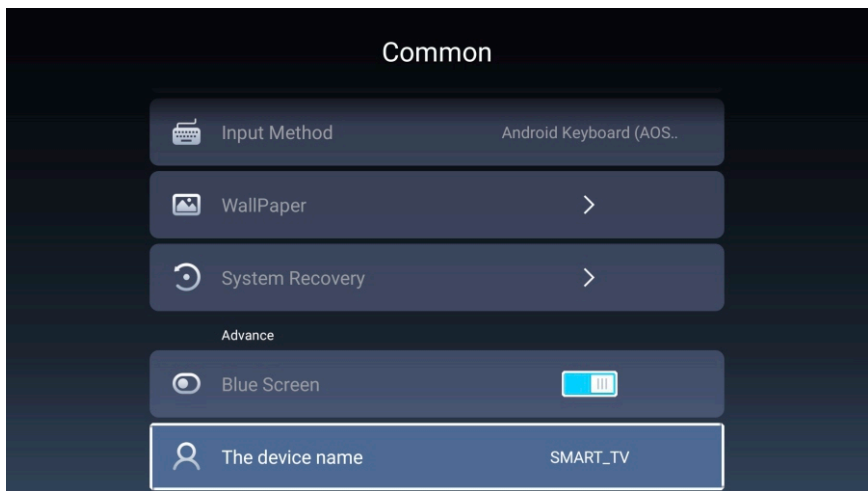 Common
Input Method Android Keyboard (AOS..
WallPaper
System Recovery
Advance
Blue Screen
The device name SMART_TV